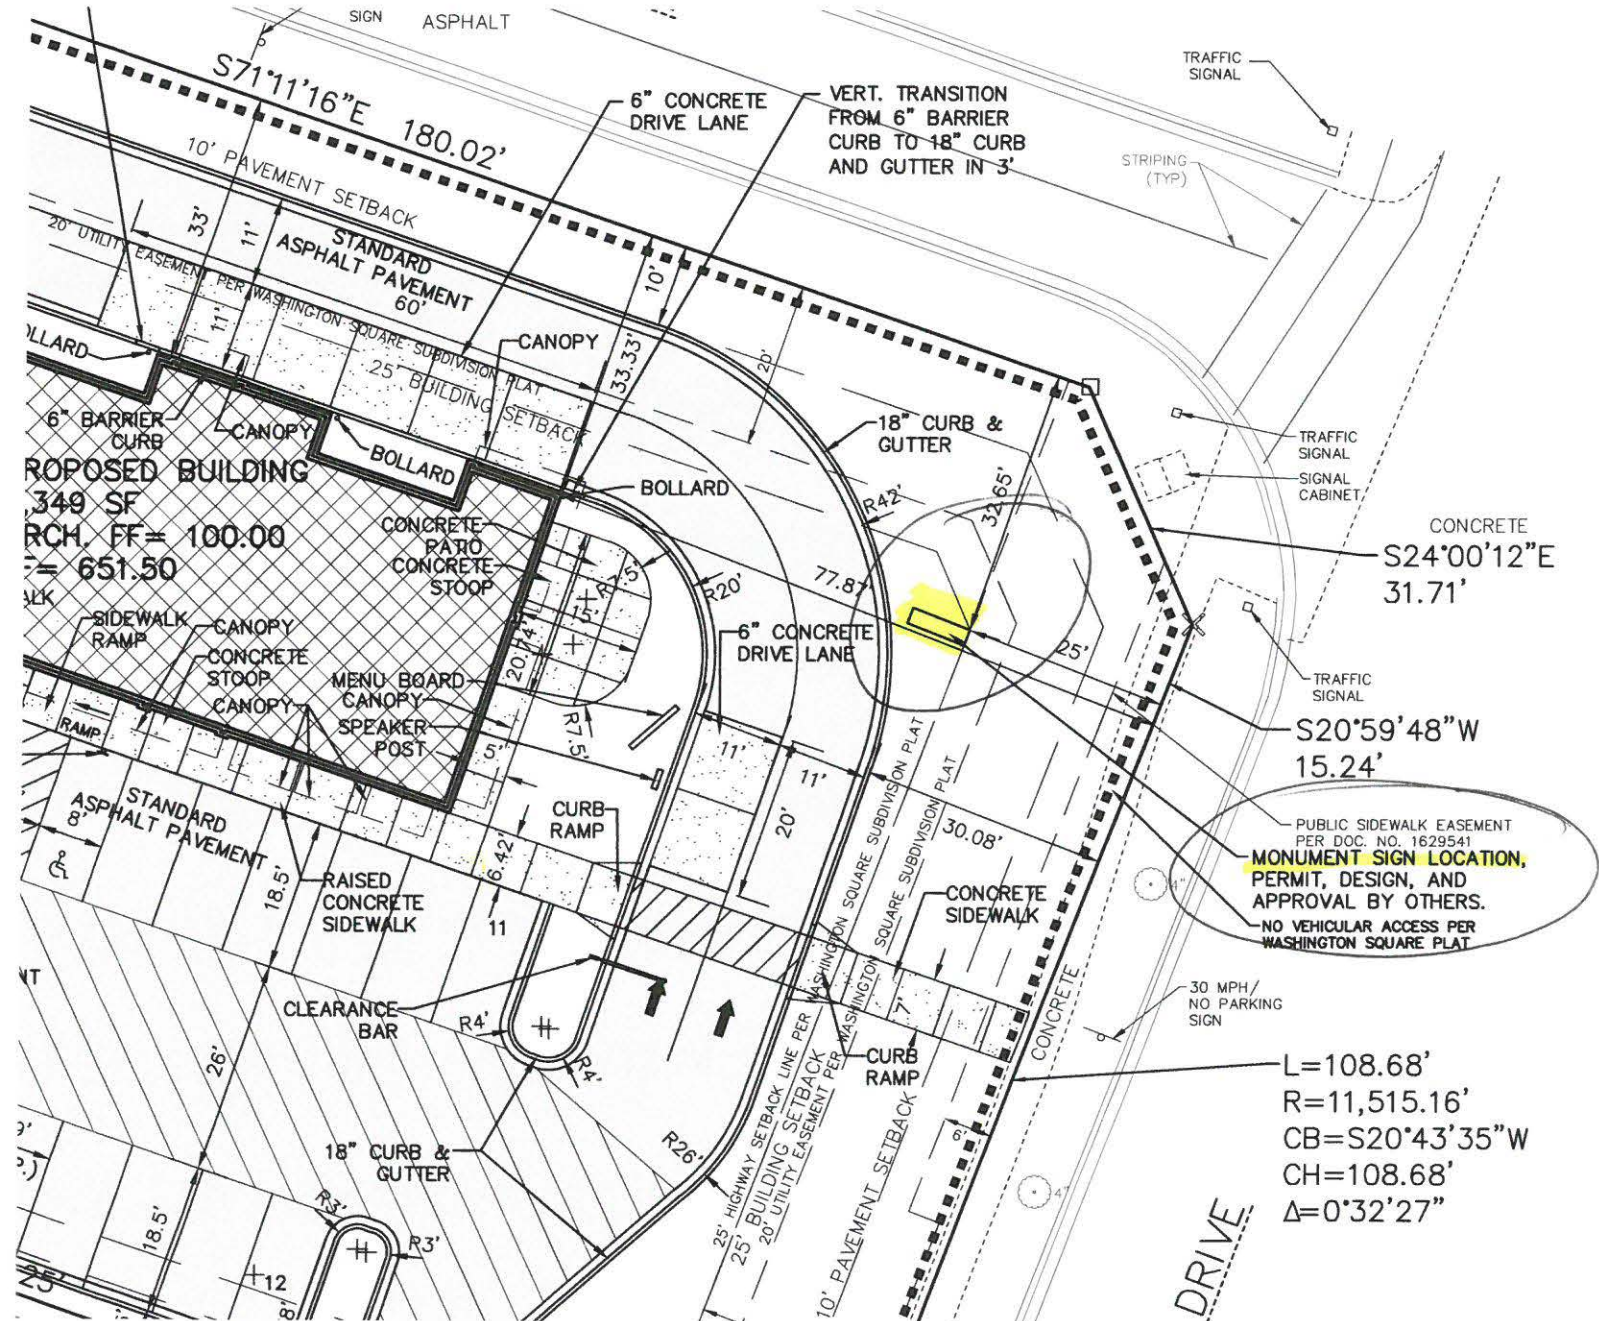 SIGN
ASPHALT
TRAFFIC
SIGNAL
S71°11'16"E 180.02'
6" CONCRETE
DRIVE LANE
VERT. TRANSITION
FROM 6" BARRIER
CURB TO 18" CURB
AND GUTTER IN 3'
STRIPING
(TYP)
10' PAVEMENT SETBACK
33'
11'
STANDARD
ASPHALT PAVEMENT
60'
20' UTILITY EASEMENT PER WASHINGTON SQUARE SUBDIVISION PLAT
11'
10'
33.33'
20'
25' BUILDING SETBACK
CANOPY
OLLARD
6" BARRIER
CURB
CANOPY
BOLLARD
BOLLARD
18" CURB &
GUTTER
TRAFFIC
SIGNAL
SIGNAL
CABINET
ROPOSED BUILDING
,349 SF
RCH. FF= 100.00
F= 651.50
ALK
CONCRETE
PATIO
CONCRETE
STOOP
R7.5'
15'
20.74'
R20'
R42'
32.65'
77.87'
CONCRETE
S24°00'12"E
31.71'
SIDEWALK
RAMP
CANOPY
CONCRETE
STOOP
CANOPY
MENU BOARD
CANOPY
SPEAKER
POST
5'
R7.5'
6" CONCRETE
DRIVE LANE
25'
TRAFFIC
SIGNAL
S20°59'48"W
15.24'
RAMP
11'
11'
20'
30.08'
STANDARD
ASPHALT PAVEMENT
8'
18.5'
RAISED
CONCRETE
SIDEWALK
6.42'
11
CURB
RAMP
CONCRETE
SIDEWALK
PUBLIC SIDEWALK EASEMENT
PER DOC. NO. 1629541
MONUMENT SIGN LOCATION,
PERMIT, DESIGN, AND
APPROVAL BY OTHERS.
NO VEHICULAR ACCESS PER
WASHINGTON SQUARE PLAT
4"
NT
CLEARANCE
BAR
R4'
R4'
26'
7'
CURB
RAMP
CONCRETE
30 MPH/
NO PARKING
SIGN
L=108.68'
R=11,515.16'
CB=S20°43'35"W
CH=108.68'
Δ=0°32'27"
18" CURB &
GUTTER
R26'
25' HIGHWAY SETBACK LINE PER WASHINGTON SQUARE SUBDIVISION PLAT
25' BUILDING SETBACK
20' UTILITY EASEMENT PER WASHINGTON SQUARE SUBDIVISION PLAT
10' PAVEMENT SETBACK
6'
4"
9'
P.)
18.5'
R3'
R3'
25'
12
8'
DRIVE